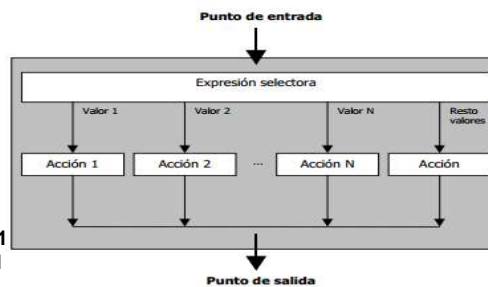 Punto de entrada
Expresión selectora
Valor 1
Valor 2
Valor N
Resto
valores
Acción 1
Acción 2
...
Acción N
Acción
Punto de salida